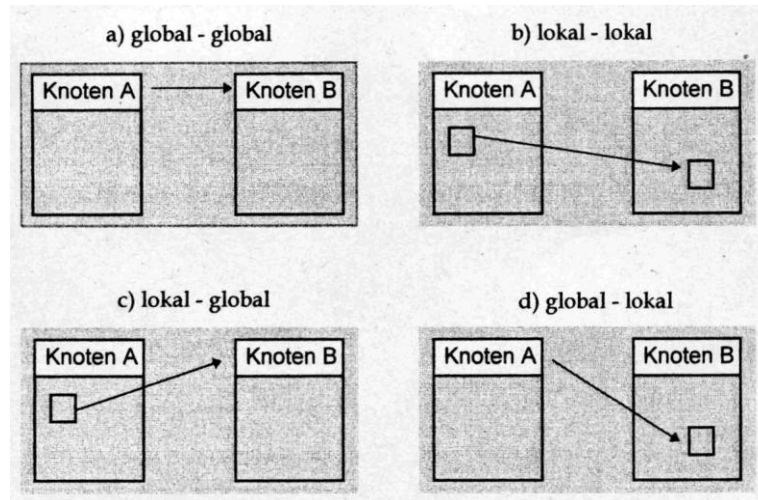 a) global - global
b) lokal - lokal
Knoten A
Knoten B
Knoten A
Knoten B
c) lokal - global
d) global - lokal
Knoten A
Knoten B
Knoten A
Knoten B